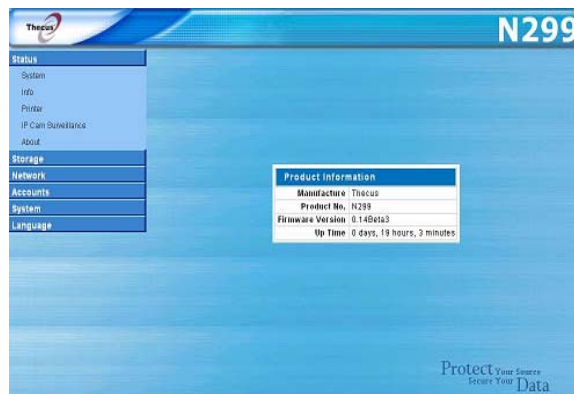 Thecus
N299
Status
System
Info
Printer
IP Cam Surveillance
About
Storage
Network
Accounts
System
Language
Product Information
Manufacture Thecus
Product No. N299
Firmware Version 0.14Beta3
Up Time 0 days, 19 hours, 3 minutes
Protect Your Source
Secure Your Data